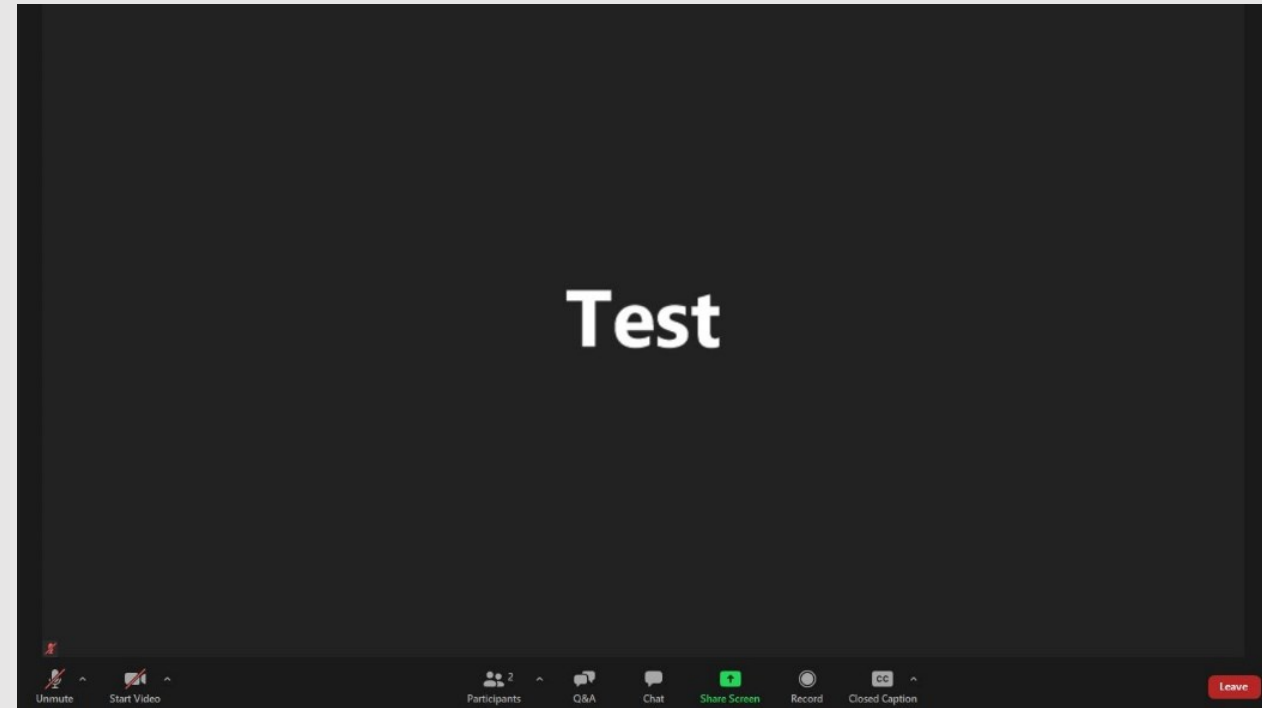 Test
2
Unmute
Start Video
Participants
Q&A
Chat
Share Screen
Record
CC
Closed Caption
Leave